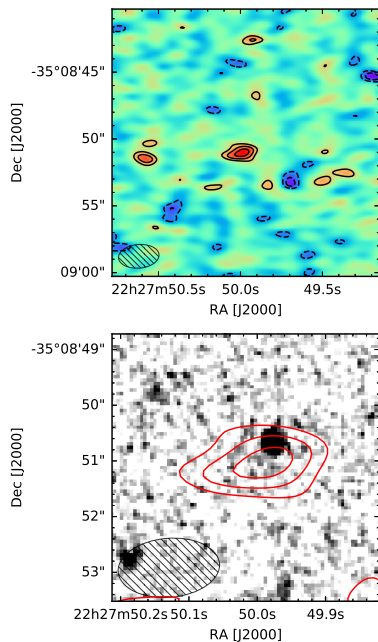 -35°08'45"
50"
55"
09'00"
Dec [J2000]
22h27m50.5s 50.0s 49.5s
RA [J2000]
-35°08'49"
50"
51"
52"
53"
Dec [J2000]
22h27m50.2s 50.1s 50.0s 49.9s
RA [J2000]